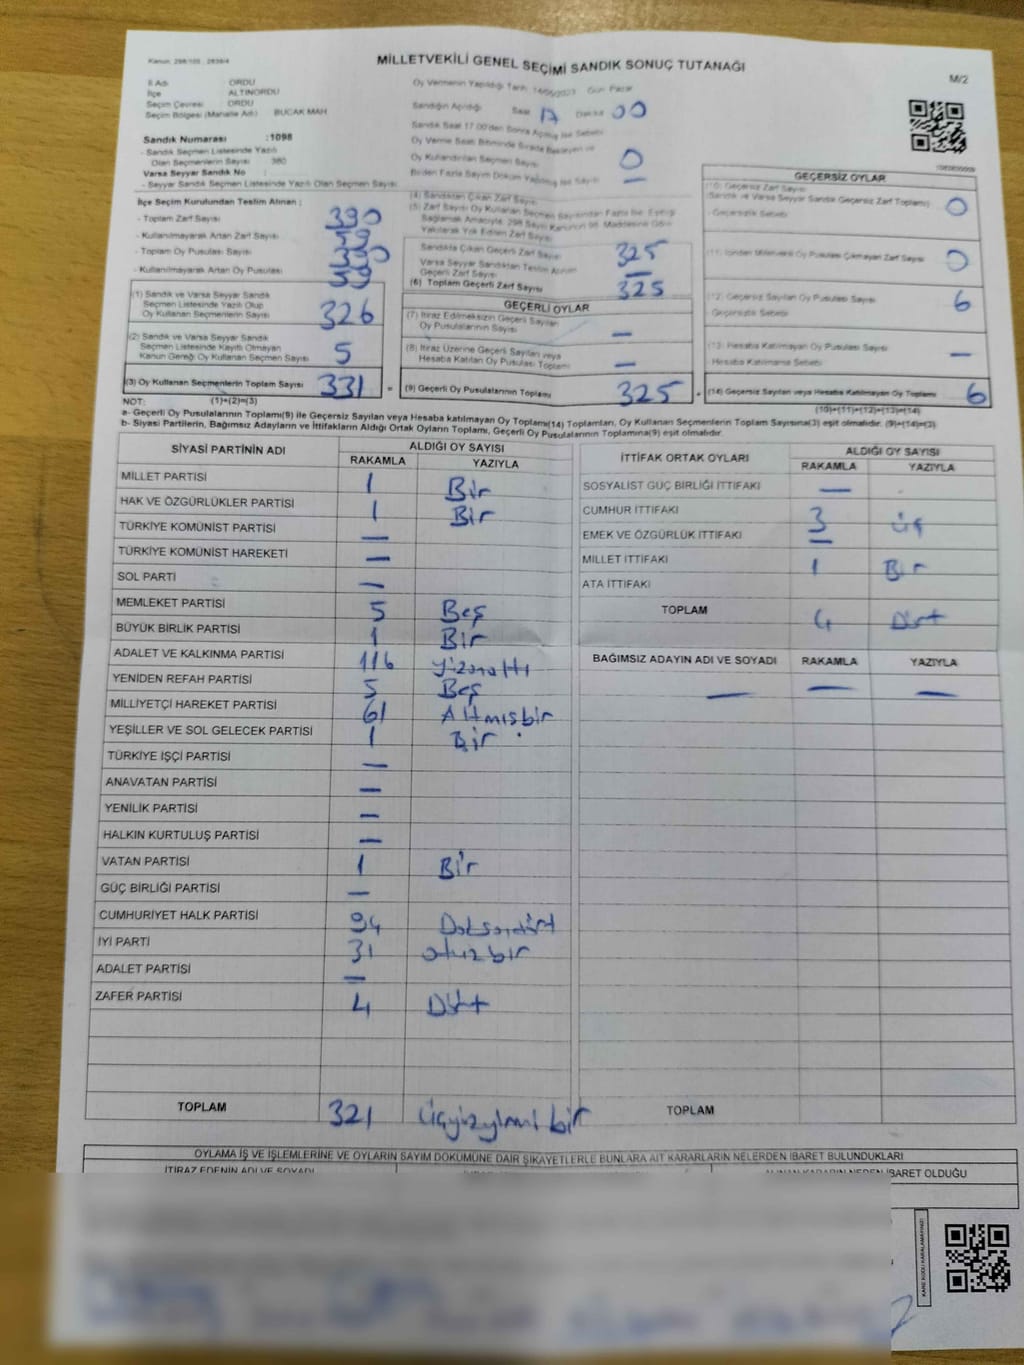 Kanun: 298/105 , 2839/4
MİLLETVEKİLİ GENEL SEÇİMİ SANDIK SONUÇ TUTANAĞI
M/2
İl Adı ORDU
İlçe ALTINORDU
Seçim Çevresi ORDU
Seçim Bölgesi (Mahalle Adı) BUCAK MAH
Sandık Numarası :1098
- Sandık Seçmen Listesinde Yazılı
Olan Seçmenlerin Sayısı 380
Varsa Seyyar Sandık No :
- Seyyar Sandık Seçmen Listesinde Yazılı Olan Seçmen Sayısı
Oy Vermenin Yapıldığı Tarih: 14/05/2023 Gün: Pazar
Sandığın Açıldığı Saat 17 Dakika 00
Sandık Saat 17.00'den Sonra Açılmış İse Sebebi
Oy Verme Saati Bitiminde Sırada Bekleyen ve
Oy Kullandırılan Seçmen Sayısı 0
Birden Fazla Sayım Döküm Yapılmış İse Sayısı —
İlçe Seçim Kurulundan Teslim Alınan ;
- Toplam Zarf Sayısı 390
- Kullanılmayarak Artan Zarf Sayısı 59
- Toplam Oy Pusulası Sayısı 390
- Kullanılmayarak Artan Oy Pusulası 59
(1) Sandık ve Varsa Seyyar Sandık
Seçmen Listesinde Yazılı Olup
Oy Kullanan Seçmenlerin Sayısı 326
(2) Sandık ve Varsa Seyyar Sandık
Seçmen Listesinde Kayıtlı Olmayan
Kanun Gereği Oy Kullanan Seçmen Sayısı 5
(3) Oy Kullanan Seçmenlerin Toplam Sayısı 331 =
NOT: (1)+(2)=(3)
(4) Sandıktan Çıkan Zarf Sayısı
(5) Zarf Sayısı Oy Kullanan Seçmen Sayısından Fazla İse, Eşitliği
Sağlamak Amacıyla, 298 Sayılı Kanunun 98. Maddesine Göre
Yakılarak Yok Edilen Zarf Sayısı
Sandıkta Çıkan Geçerli Zarf Sayısı 325
Varsa Seyyar Sandıktan Teslim Alınan
Geçerli Zarf Sayısı —
(6) Toplam Geçerli Zarf Sayısı 325
GEÇERLİ OYLAR
(7) İtiraz Edilmeksizin Geçerli Sayılan
Oy Pusulalarının Sayısı —
(8) İtiraz Üzerine Geçerli Sayılan veya
Hesaba Katılan Oy Pusulası Toplamı —
(9) Geçerli Oy Pusulalarının Toplamı 325 +
GEÇERSİZ OYLAR
(10) Geçersiz Zarf Sayısı
(Sandık ve Varsa Seyyar Sandık Geçersiz Zarf Toplamı) 0
- Geçersizlik Sebebi
(11) İçinden Milletvekili Oy Pusulası Çıkmayan Zarf Sayısı 0
(12) Geçersiz Sayılan Oy Pusulası Sayısı 6
Geçersizlik Sebebi
(13) Hesaba Katılmayan Oy Pusulası Sayısı —
Hesaba Katılmama Sebebi
(14) Geçersiz Sayılan veya Hesaba Katılmayan Oy Toplamı 6
(10)+(11)+(12)+(13)=(14)
a- Geçerli Oy Pusulalarının Toplamı(9) ile Geçersiz Sayılan veya Hesaba katılmayan Oy Toplamı(14) Toplamları, Oy Kullanan Seçmenlerin Toplam Sayısına(3) eşit olmalıdır. (9)+(14)=(3)
b- Siyasi Partilerin, Bağımsız Adayların ve İttifakların Aldığı Ortak Oyların Toplamı, Geçerli Oy Pusulalarının Toplamına(9) eşit olmalıdır.
SİYASİ PARTİNİN ADI ALDIĞI OY SAYISI
RAKAMLA YAZIYLA
MİLLET PARTİSİ 1 Bir
HAK VE ÖZGÜRLÜKLER PARTİSİ 1 Bir
TÜRKİYE KOMÜNİST PARTİSİ —
TÜRKİYE KOMÜNİST HAREKETİ —
SOL PARTİ —
MEMLEKET PARTİSİ 5 Beş
BÜYÜK BİRLİK PARTİSİ 1 Bir
ADALET VE KALKINMA PARTİSİ 116 Yüzonaltı
YENİDEN REFAH PARTİSİ 5 Beş
MİLLİYETÇİ HAREKET PARTİSİ 61 Altmışbir
YEŞİLLER VE SOL GELECEK PARTİSİ 1 Bir
TÜRKİYE İŞÇİ PARTİSİ —
ANAVATAN PARTİSİ —
YENİLİK PARTİSİ —
HALKIN KURTULUŞ PARTİSİ —
VATAN PARTİSİ 1 Bir
GÜÇ BİRLİĞİ PARTİSİ —
CUMHURİYET HALK PARTİSİ 94 Doksandört
İYİ PARTİ 31 otuzbir
ADALET PARTİSİ —
ZAFER PARTİSİ 4 Dört
TOPLAM 321 üçyüzyirmi bir
İTTİFAK ORTAK OYLARI ALDIĞI OY SAYISI
RAKAMLA YAZIYLA
SOSYALİST GÜÇ BİRLİĞİ İTTİFAKI —
CUMHUR İTTİFAKI 3 üç
EMEK VE ÖZGÜRLÜK İTTİFAKI —
MİLLET İTTİFAKI 1 Bir
ATA İTTİFAKI
TOPLAM 4 Dört
BAĞIMSIZ ADAYIN ADI VE SOYADI RAKAMLA YAZIYLA
— — —
TOPLAM
OYLAMA İŞ VE İŞLEMLERİNE VE OYLARIN SAYIM DÖKÜMÜNE DAİR ŞİKAYETLERLE BUNLARA AİT KARARLARIN NELERDEN İBARET BULUNDUKLARI
İTİRAZ EDENİN ADI VE SOYADI
ALINAN KARARIN NEDEN İBARET OLDUĞU
KARE KODU KARALAMAYINIZ!